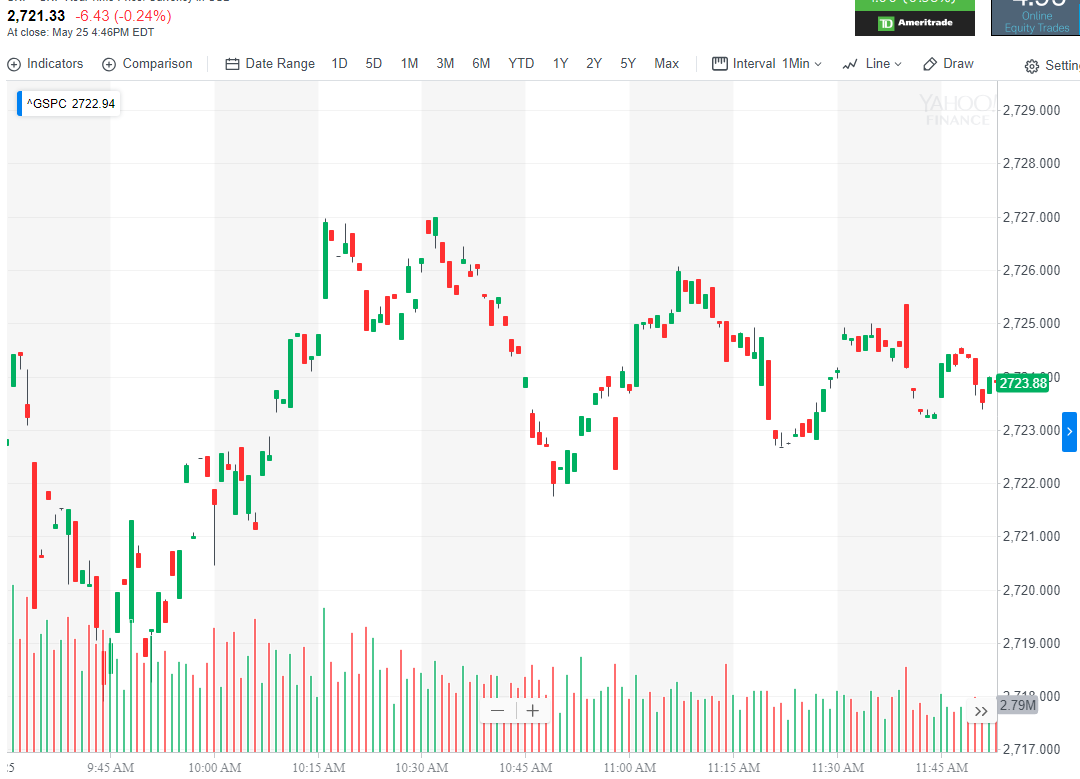 2,721.33 -6.43 (-0.24%)
At close: May 25 4:46PM EDT
Ameritrade
Online
Equity Trades
Indicators Comparison Date Range 1D 5D 1M 3M 6M YTD 1Y 2Y 5Y Max Interval 1Min Line Draw Settin
^GSPC 2722.94
YAHOO!
FINANCE
2,729.000
2,728.000
2,727.000
2,726.000
2,725.000
2723.88
2,723.000
2,722.000
2,721.000
2,720.000
2,719.000
2,718.000
2.79M
2,717.000
9:45 AM 10:00 AM 10:15 AM 10:30 AM 10:45 AM 11:00 AM 11:15 AM 11:30 AM 11:45 AM